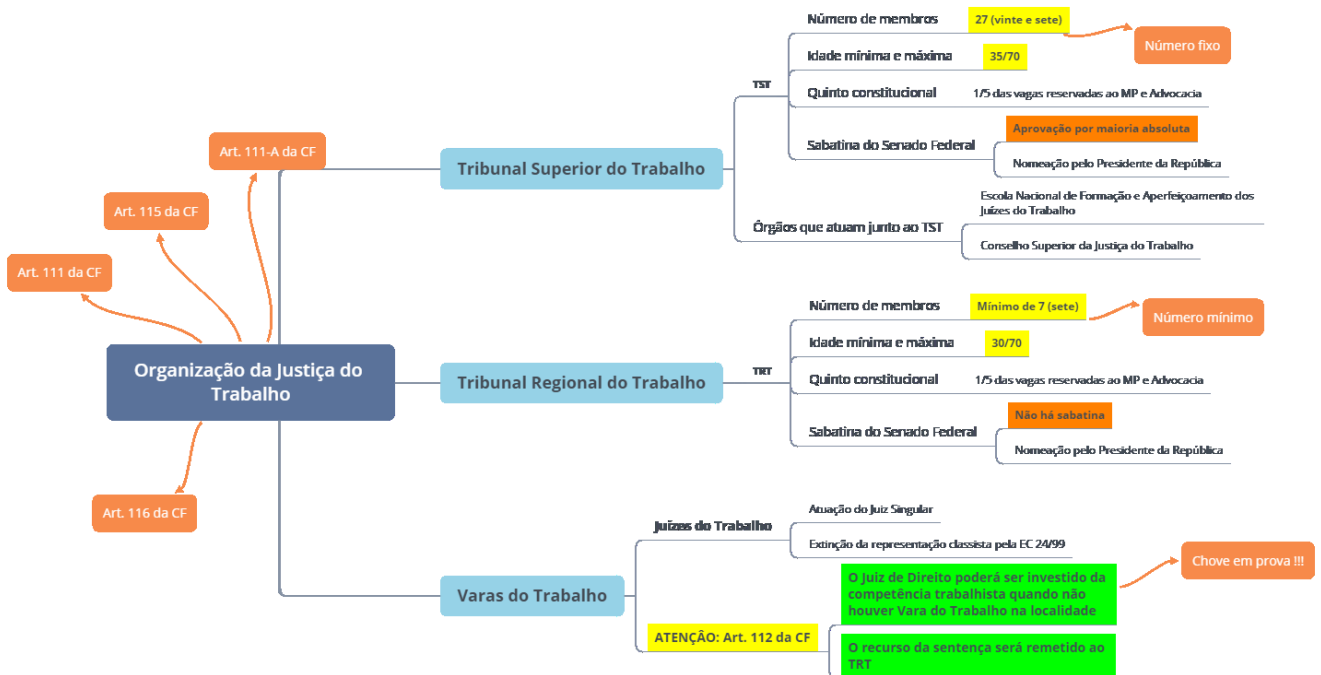 Número de membros
27 (vinte e sete)
Número fixo
Idade mínima e máxima
35/70
TST
Quinto constitucional
1/5 das vagas reservadas ao MP e Advocacia
Aprovação por maioria absoluta
Sabatina do Senado Federal
Nomeação pelo Presidente da República
Art. 111-A da CF
Tribunal Superior do Trabalho
Escola Nacional de Formação e Aperfeiçoamento dos
Juízes do Trabalho
Art. 115 da CF
Órgãos que atuam junto ao TST
Conselho Superior da Justiça do Trabalho
Art. 111 da CF
Número de membros
Mínimo de 7 (sete)
Número mínimo
Idade mínima e máxima
30/70
Organização da Justiça do
Trabalho
Tribunal Regional do Trabalho
TRT
Quinto constitucional
1/5 das vagas reservadas ao MP e Advocacia
Não há sabatina
Sabatina do Senado Federal
Nomeação pelo Presidente da República
Art. 116 da CF
Atuação do Juiz Singular
Juízes do Trabalho
Extinção da representação classista pela EC 24/99
Chove em prova !!!
Varas do Trabalho
O Juiz de Direito poderá ser investido da
competência trabalhista quando não
houver Vara do Trabalho na localidade
ATENÇÂO: Art. 112 da CF
O recurso da sentença será remetido ao
TRT